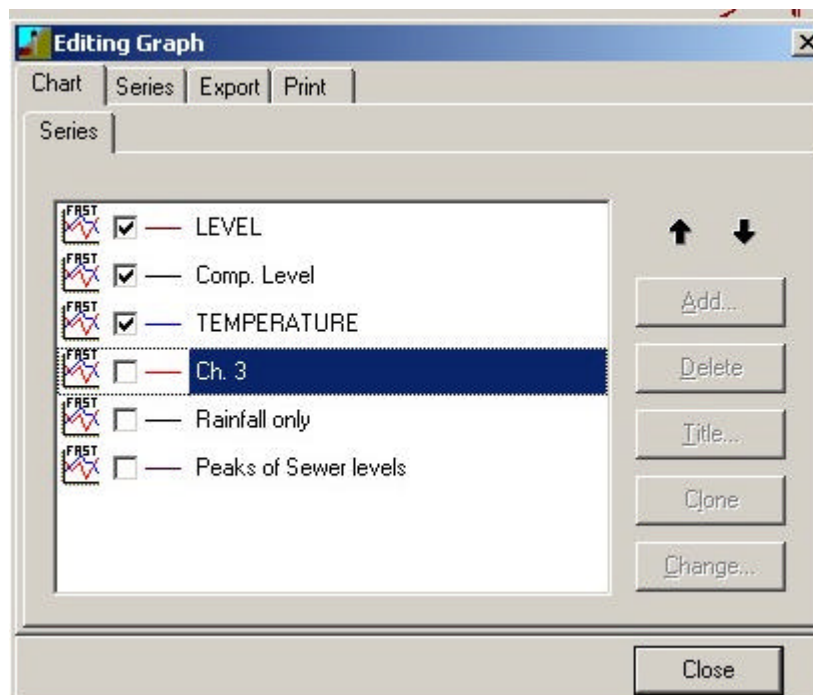 Editing Graph
Chart Series Export Print
Series
FAST LEVEL
FAST Comp. Level
FAST TEMPERATURE
FAST Ch. 3
FAST Rainfall only
FAST Peaks of Sewer levels
Add...
Delete
Title...
Clone
Change...
Close